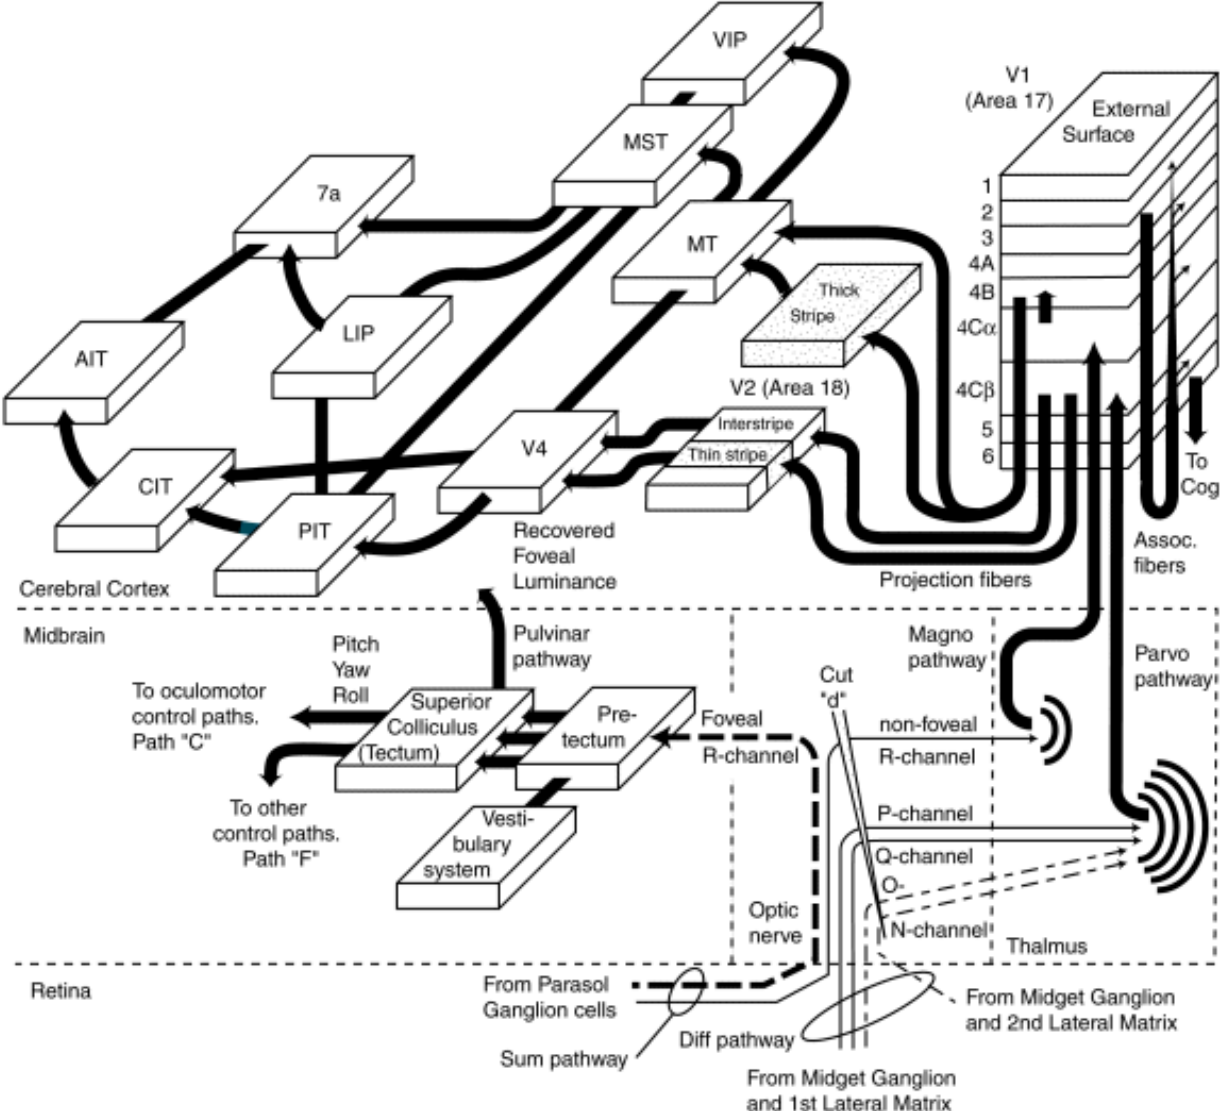 VIP
V1
(Area 17)
External
Surface
MST
7a
1
2
3
4A
4B
4Cα
4Cβ
5
6
MT
Thick
Stripe
LIP
AIT
V2 (Area 18)
Interstripe
Thin stripe
V4
CIT
PIT
To
Cog
Recovered
Foveal
Luminance
Assoc.
fibers
Projection fibers
Cerebral Cortex
Midbrain
Pitch
Yaw
Roll
Pulvinar
pathway
Magno
pathway
Parvo
pathway
To oculomotor
control paths.
Path "C"
Superior
Colliculus
(Tectum)
Pre-
tectum
Foveal
R-channel
Cut
"d"
non-foveal
R-channel
To other
control paths.
Path "F"
Vesti-
bulary
system
P-channel
Q-channel
O-
N-channel
Optic
nerve
Thalmus
Retina
From Parasol
Ganglion cells
Sum pathway
Diff pathway
From Midget Ganglion
and 2nd Lateral Matrix
From Midget Ganglion
and 1st Lateral Matrix